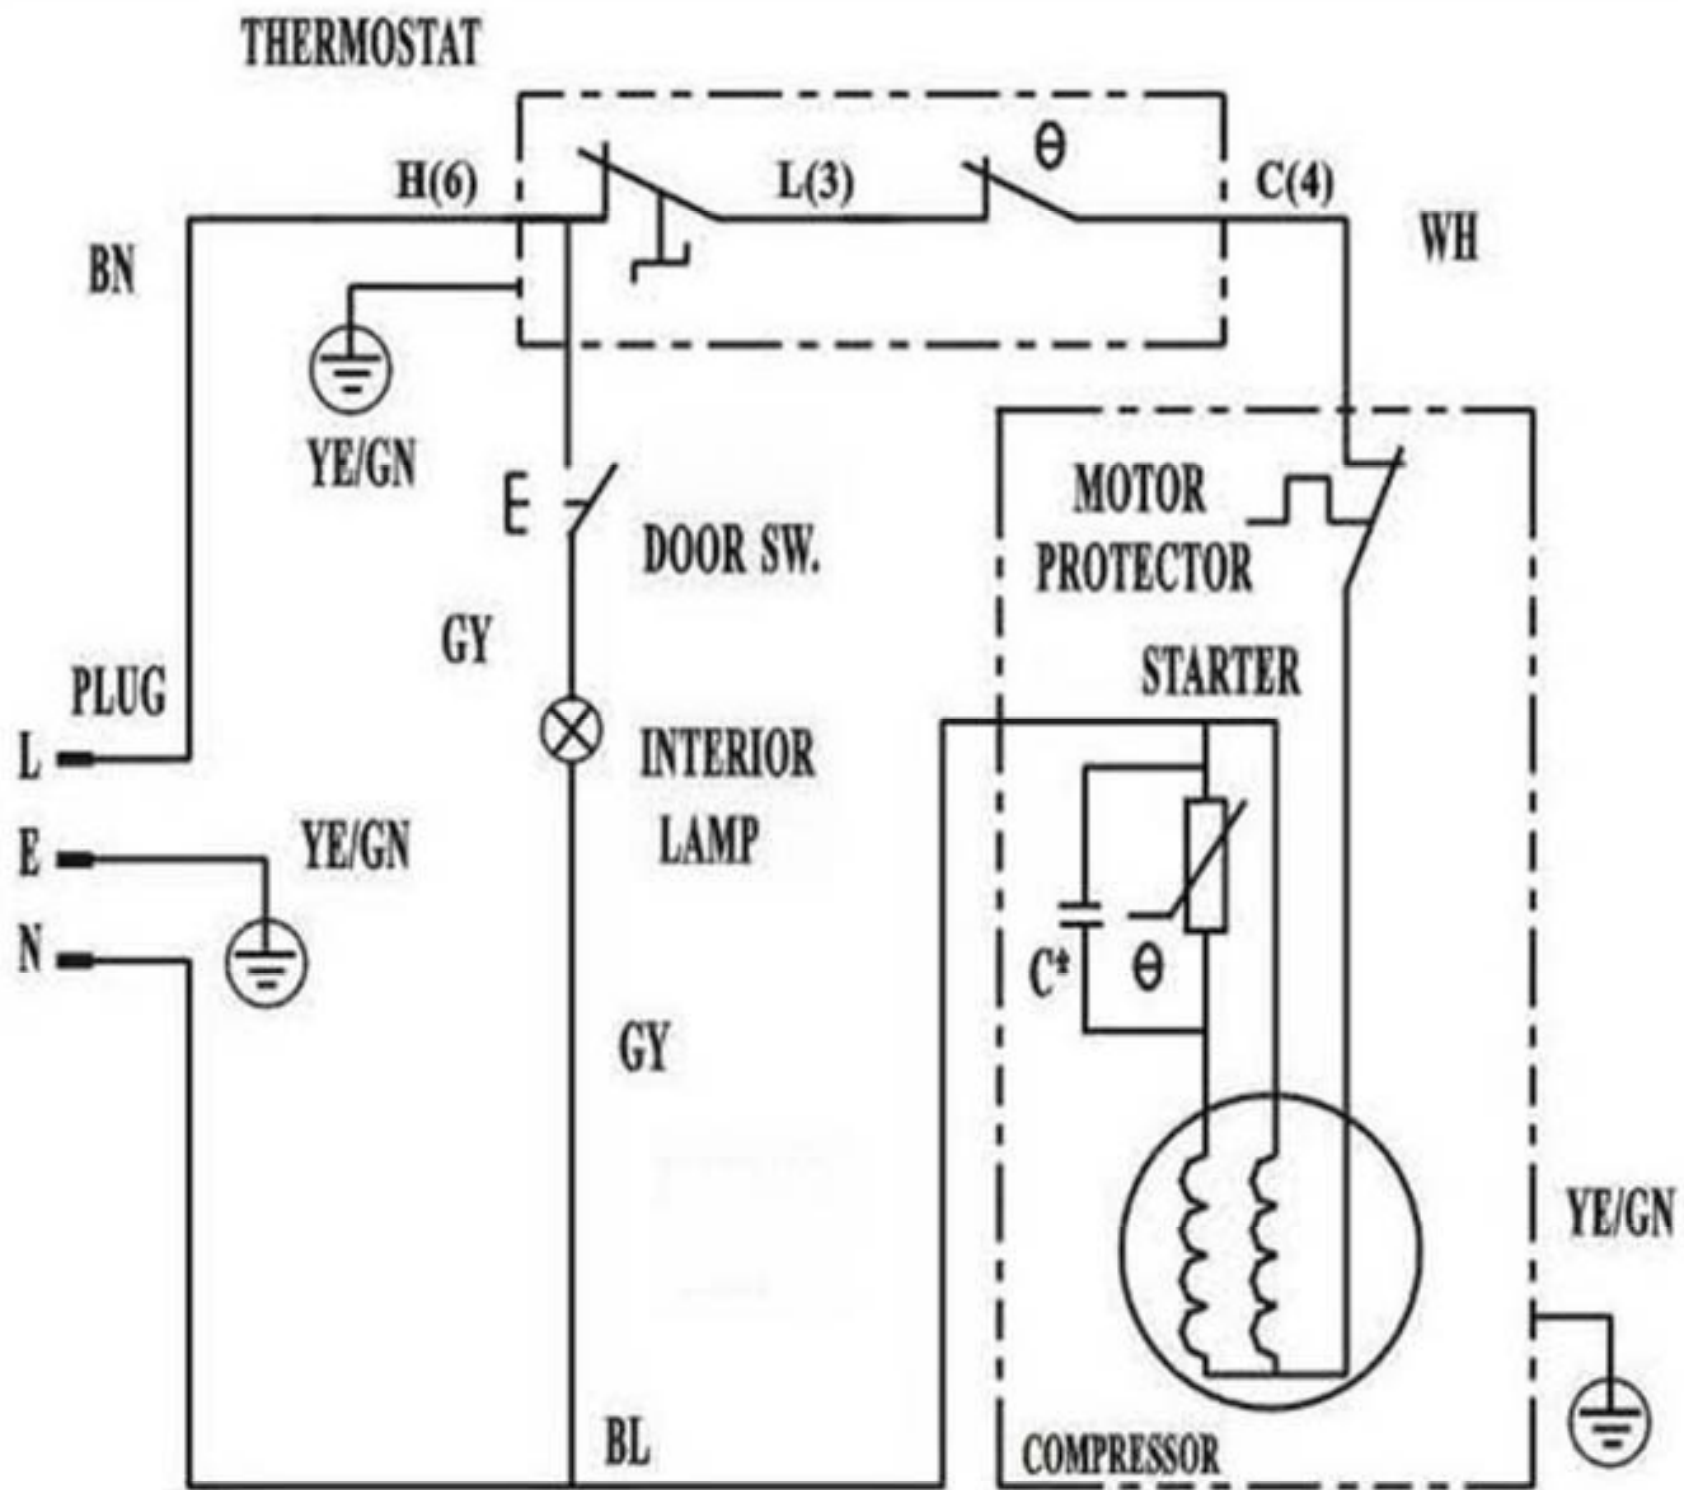 THERMOSTAT
θ
H(6)
L(3)
C(4)
BN
WH
YE/GN
MOTOR
PROTECTOR
DOOR SW.
GY
STARTER
PLUG
L
INTERIOR
LAMP
E
YE/GN
N
C*
θ
GY
YE/GN
BL
COMPRESSOR